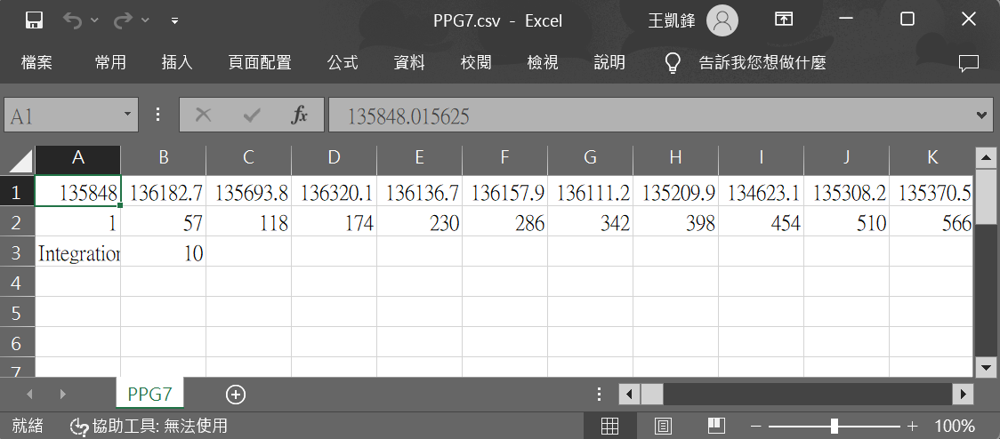 PPG7.csv - Excel
王凱鋒
檔案 常用 插入 頁面配置 公式 資料 校閱 檢視 說明 告訴我您想做什麼
A1 fx 135848.015625
A B C D E F G H I J K
1 135848 136182.7 135693.8 136320.1 136136.7 136157.9 136111.2 135209.9 134623.1 135308.2 135370.5
2 1 57 118 174 230 286 342 398 454 510 566
3 Integration 10
4
5
6
7
PPG7
就緒 協助工具: 無法使用 100%